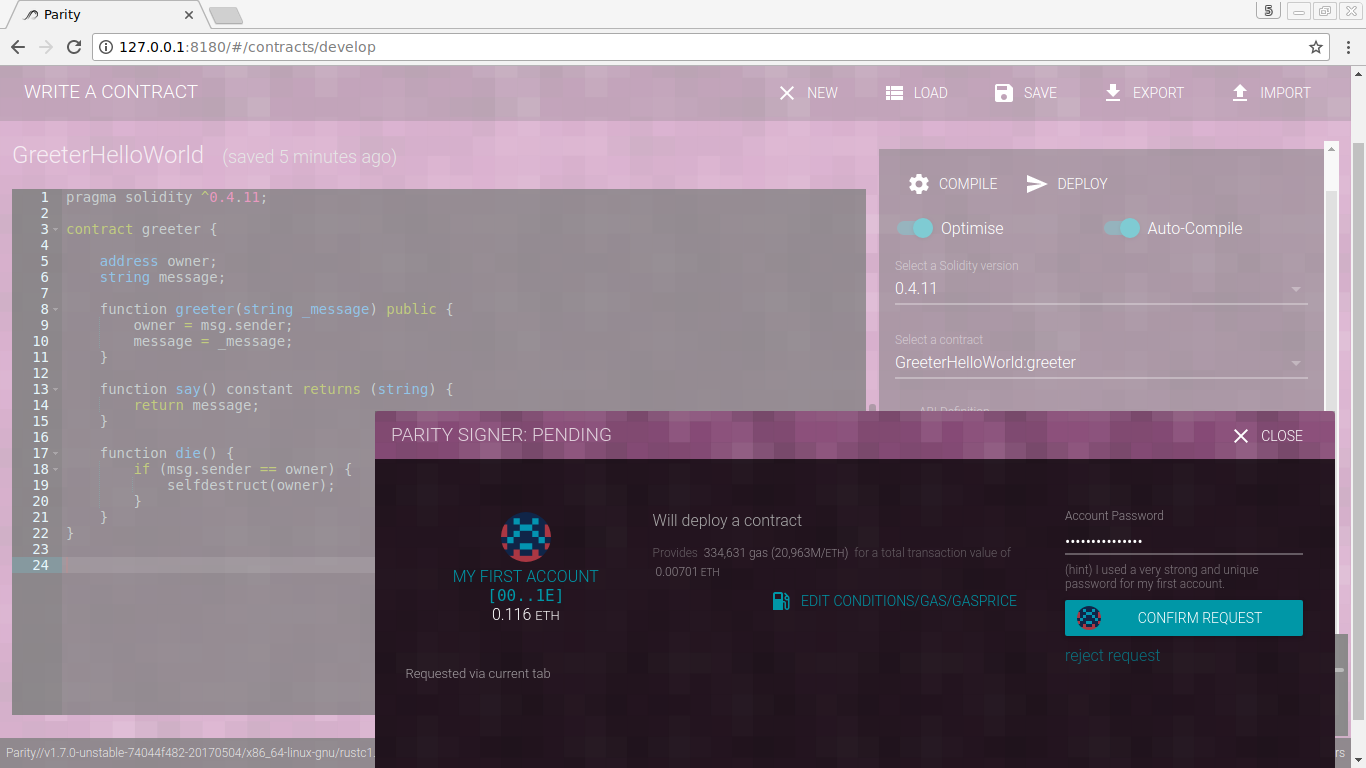 Parity
5
127.0.0.1:8180/#/contracts/develop
WRITE A CONTRACT
NEW
LOAD
SAVE
EXPORT
IMPORT
GreeterHelloWorld (saved 5 minutes ago)
1 pragma solidity ^0.4.11;
2
3 contract greeter {
4
5     address owner;
6     string message;
7
8     function greeter(string _message) public {
9         owner = msg.sender;
10         message = _message;
11     }
12
13     function say() constant returns (string) {
14         return message;
15     }
16
17     function die() {
18         if (msg.sender == owner) {
19             selfdestruct(owner);
20         }
21     }
22 }
23
24
COMPILE
DEPLOY
Optimise
Auto-Compile
Select a Solidity version
0.4.11
Select a contract
GreeterHelloWorld:greeter
ABI Definition
PARITY SIGNER: PENDING
CLOSE
MY FIRST ACCOUNT
[00..1E]
0.116 ETH
Requested via current tab
Will deploy a contract
Provides 334,631 gas (20,963M/ETH) for a total transaction value of
0.00701 ETH
EDIT CONDITIONS/GAS/GASPRICE
Account Password
•••••••••••••••
(hint) I used a very strong and unique
password for my first account.
CONFIRM REQUEST
reject request
Parity//v1.7.0-unstable-74044f482-20170504/x86_64-linux-gnu/rustc1.
rs